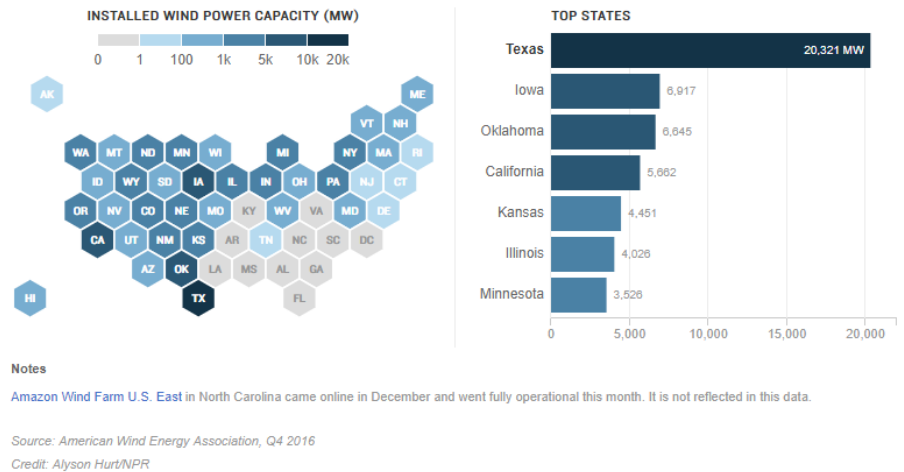 INSTALLED WIND POWER CAPACITY (MW)
0 1 100 1k 5k 10k 20k
AK ME
VT NH
WA MT ND MN WI MI NY MA RI
ID WY SD IA IL IN OH PA NJ CT
OR NV CO NE MO KY WV VA MD DE
CA UT NM KS AR TN NC SC DC
AZ OK LA MS AL GA
HI TX FL
TOP STATES
Texas 20,321 MW
Iowa 6,917
Oklahoma 6,645
California 5,662
Kansas 4,451
Illinois 4,026
Minnesota 3,526
0 5,000 10,000 15,000 20,000
Notes
Amazon Wind Farm U.S. East in North Carolina came online in December and went fully operational this month. It is not reflected in this data.
Source: American Wind Energy Association, Q4 2016
Credit: Alyson Hurt/NPR